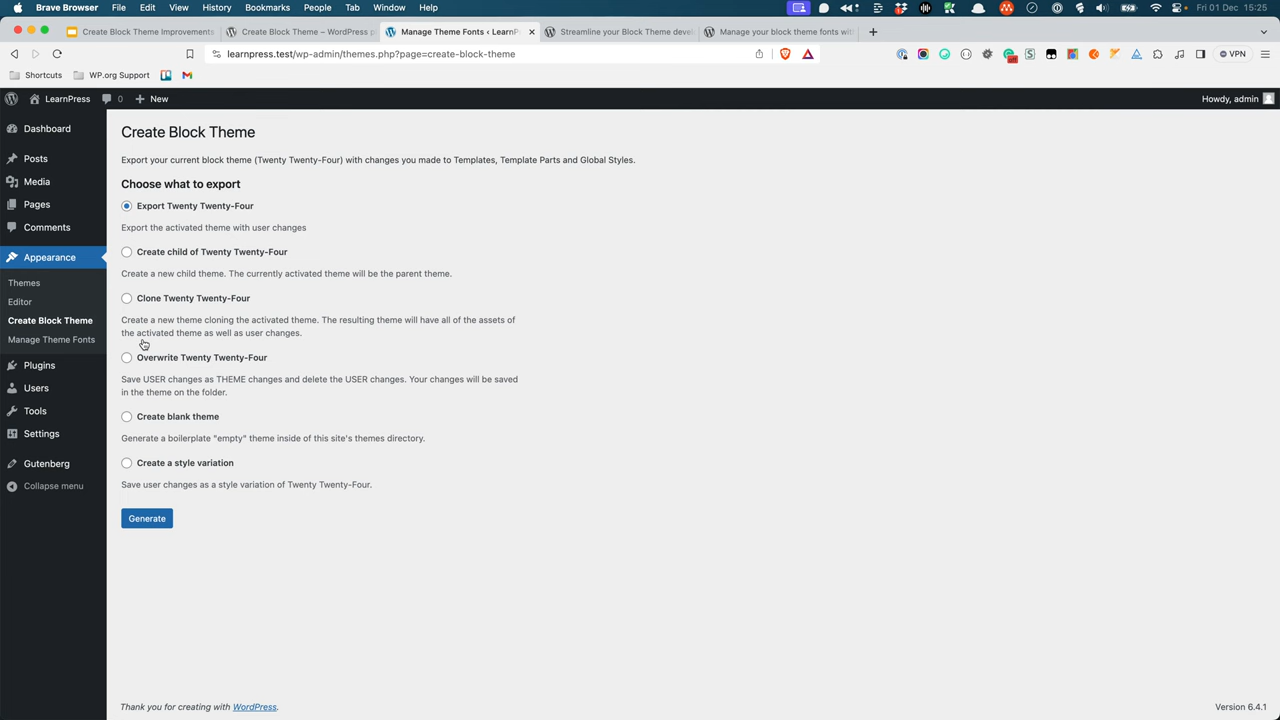 Brave Browser File Edit View History Bookmarks People Tab Window Help Fri 01 Dec 15:25
Create Block Theme Improvements
Create Block Theme – WordPress p
Manage Theme Fonts ‹ LearnP
Streamline your Block Theme deve
Manage your block theme fonts wit
learnpress.test/wp-admin/themes.php?page=create-block-theme
VPN
Shortcuts WP.org Support
LearnPress 0 New Howdy, admin
Dashboard
Posts
Media
Pages
Comments
Appearance
Themes
Editor
Create Block Theme
Manage Theme Fonts
Plugins
Users
Tools
Settings
Gutenberg
Collapse menu
Create Block Theme
Export your current block theme (Twenty Twenty-Four) with changes you made to Templates, Template Parts and Global Styles.
Choose what to export
Export Twenty Twenty-Four
Export the activated theme with user changes
Create child of Twenty Twenty-Four
Create a new child theme. The currently activated theme will be the parent theme.
Clone Twenty Twenty-Four
Create a new theme cloning the activated theme. The resulting theme will have all of the assets of
the activated theme as well as user changes.
Overwrite Twenty Twenty-Four
Save USER changes as THEME changes and delete the USER changes. Your changes will be saved
in the theme on the folder.
Create blank theme
Generate a boilerplate "empty" theme inside of this site's themes directory.
Create a style variation
Save user changes as a style variation of Twenty Twenty-Four.
Generate
Thank you for creating with WordPress.
Version 6.4.1